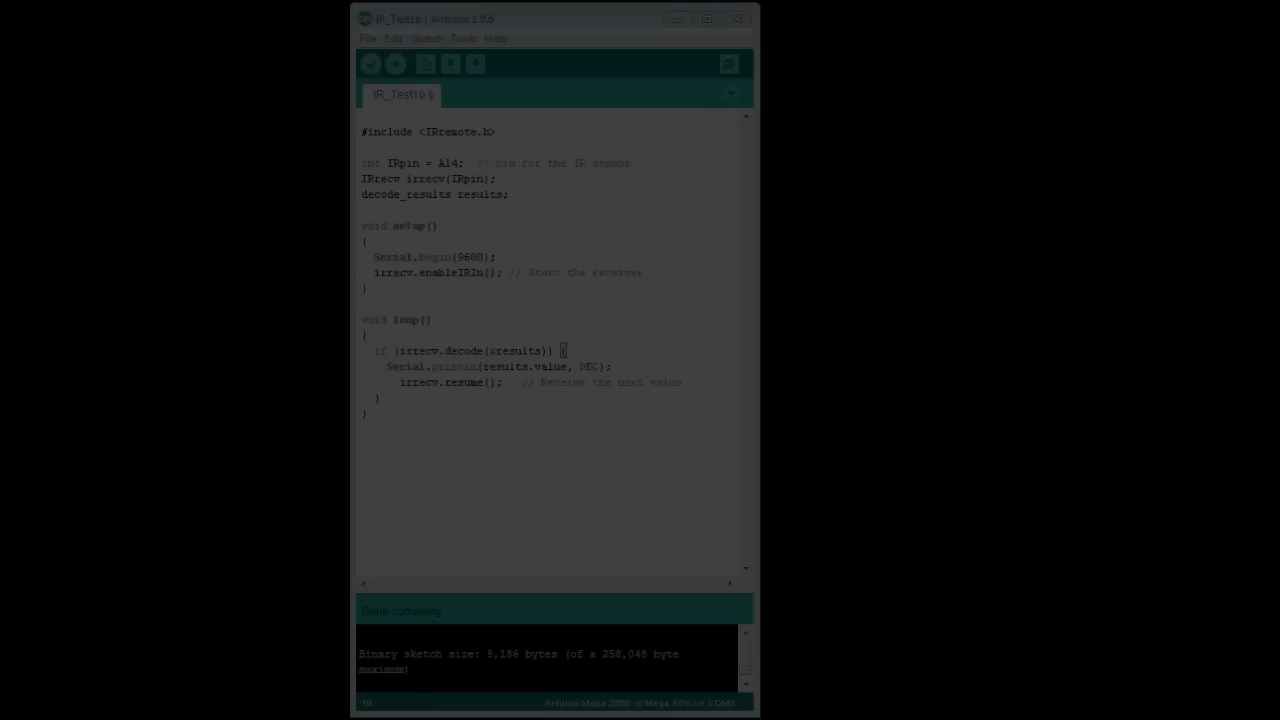 IR_Test1b | Arduino 1.0.6
File Edit Sketch Tools Help
IR_Test1b §
#include <IRremote.h>
int IRpin = A14;  // pin for the IR sensor
IRrecv irrecv(IRpin);
decode_results results;
void setup()
{
  Serial.begin(9600);
  irrecv.enableIRIn(); // Start the receiver
}
void loop()
{
  if (irrecv.decode(&results)) {
    Serial.println(results.value, DEC);
      irrecv.resume();   // Receive the next value
  }
}
Done compiling.
Binary sketch size: 8,186 bytes (of a 258,048 byte
maximum)
19
Arduino Mega 2560 or Mega ADK on COM3